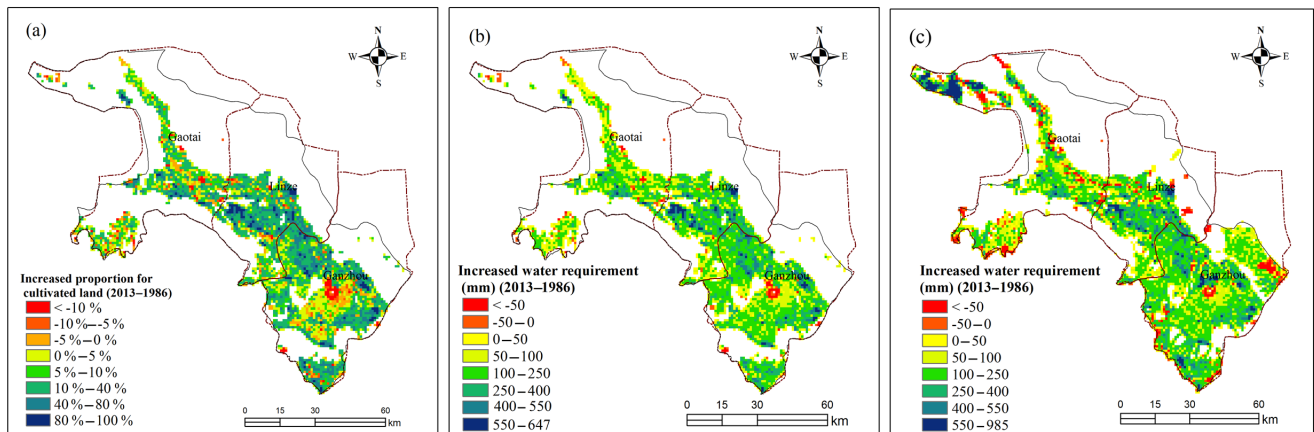 (a)
N
W E
S
Gaotai
Linze
Ganzhou
Increased proportion for
cultivated land (2013–1986)
< -10 %
-10 %–-5 %
-5 %–0 %
0 %–5 %
5 %–10 %
10 %–40 %
40 %–80 %
80 %–100 %
0 15 30 60
km
(b)
N
W E
S
Gaotai
Linze
Ganzhou
Increased water requirement
(mm) (2013–1986)
< -50
-50–0
0–50
50–100
100–250
250–400
400–550
550–647
0 15 30 60
km
(c)
N
W E
S
Gaotai
Linze
Ganzhou
Increased water requirement
(mm) (2013–1986)
< -50
-50–0
0–50
50–100
100–250
250–400
400–550
550–985
0 15 30 60
km